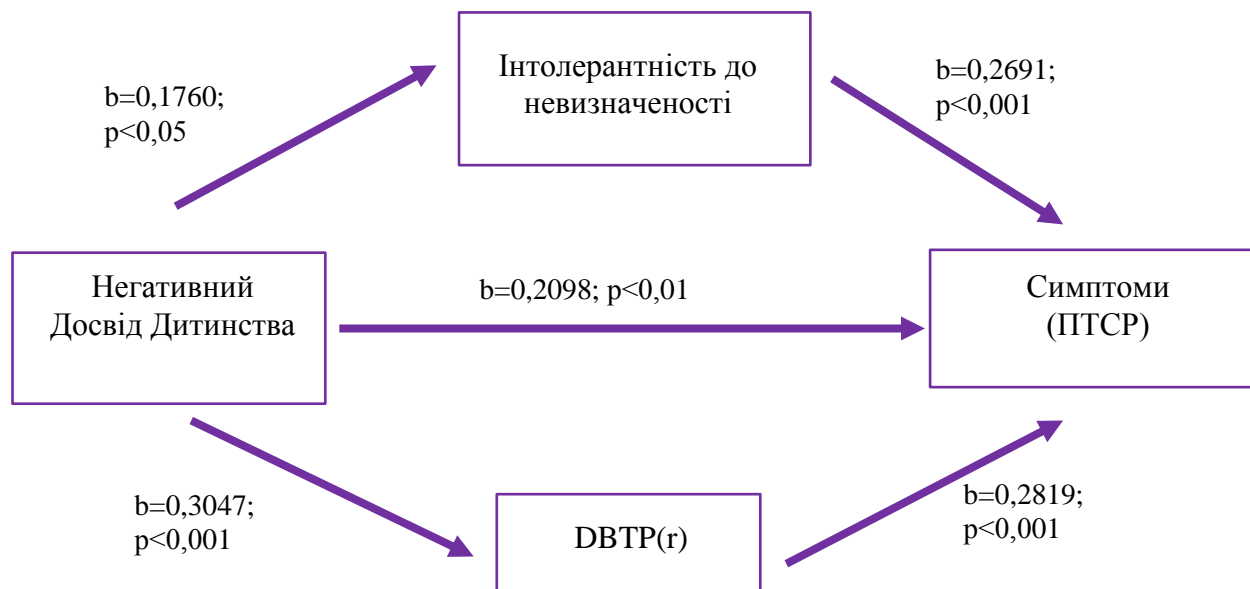 Інтолерантність до
невизначеності
b=0,1760;
p<0,05
b=0,2691;
p<0,001
Негативний
Досвід Дитинства
b=0,2098; p<0,01
Симптоми
(ПТСР)
b=0,3047;
p<0,001
DBTP(r)
b=0,2819;
p<0,001